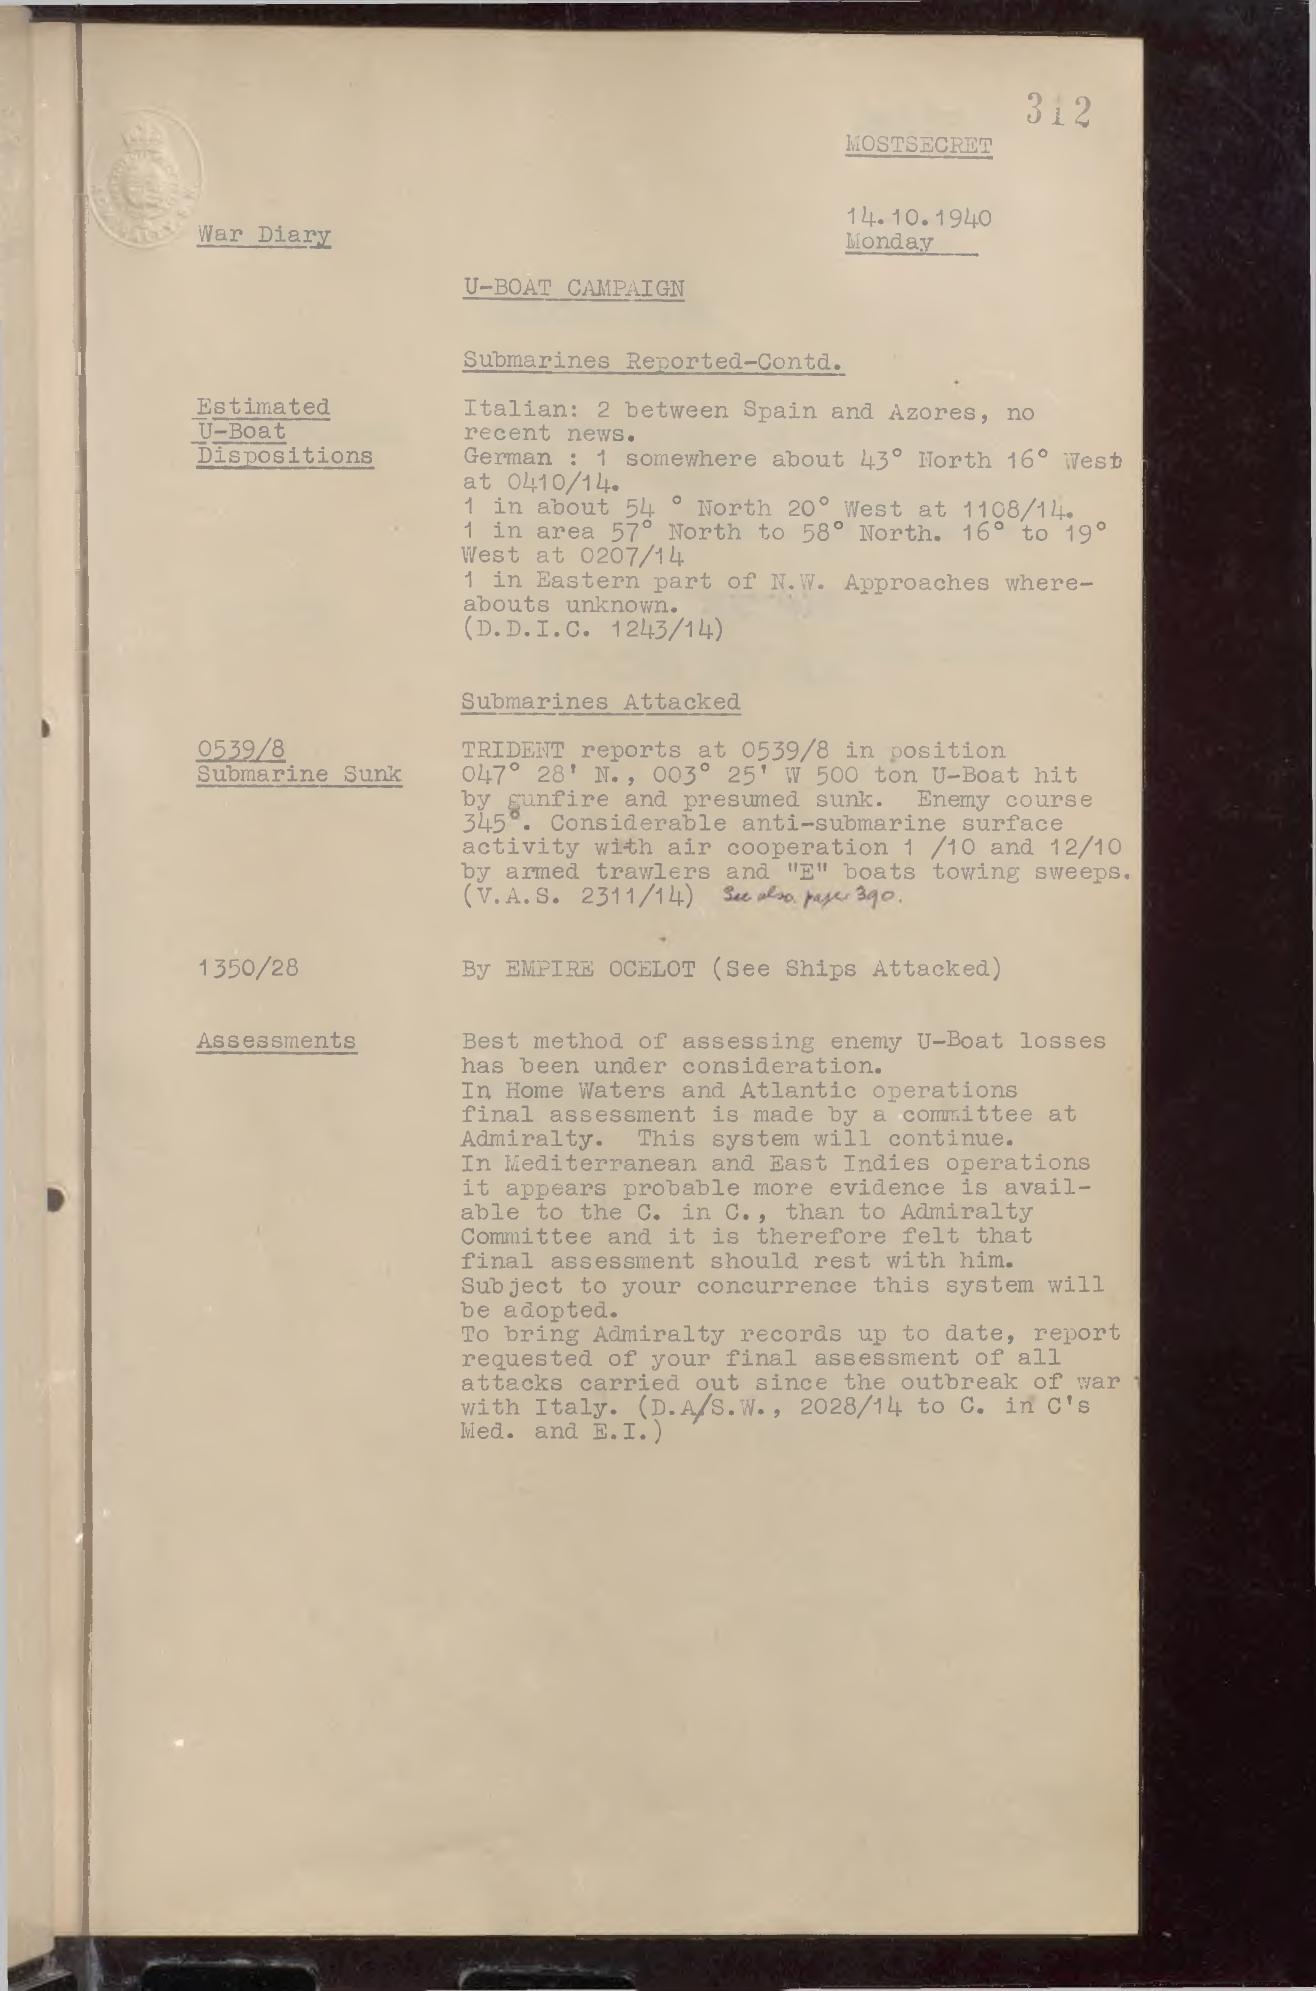 312
MOSTSECRET
14.10.1940
War Diary
Monday
U-BOAT CAMPAIGN
Submarines Reported-Contd.
Estimated
U-Boat
Dispositions
Italian: 2 between Spain and Azores, no
recent news.
German : 1 somewhere about 43° North 16° West
at 0410/14.
1 in about 54 ° North 20° West at 1108/14.
1 in area 57° North to 58° North. 16° to 19°
West at 0207/14
1 in Eastern part of N.W. Approaches where-
abouts unknown.
(D.D.I.C. 1243/14)
Submarines Attacked
0539/8
Submarine Sunk
TRIDENT reports at 0539/8 in position
047° 28' N., 003° 25' W 500 ton U-Boat hit
by gunfire and presumed sunk. Enemy course
345°. Considerable anti-submarine surface
activity with air cooperation 1 /10 and 12/10
by armed trawlers and "E" boats towing sweeps.
(V.A.S. 2311/14) See also page 390.
1350/28
By EMPIRE OCELOT (See Ships Attacked)
Assessments
Best method of assessing enemy U-Boat losses
has been under consideration.
In Home Waters and Atlantic operations
final assessment is made by a committee at
Admiralty. This system will continue.
In Mediterranean and East Indies operations
it appears probable more evidence is avail-
able to the C. in C., than to Admiralty
Committee and it is therefore felt that
final assessment should rest with him.
Subject to your concurrence this system will
be adopted.
To bring Admiralty records up to date, report
requested of your final assessment of all
attacks carried out since the outbreak of war
with Italy. (D.A/S.W., 2028/14 to C. in C's
Med. and E.I.)